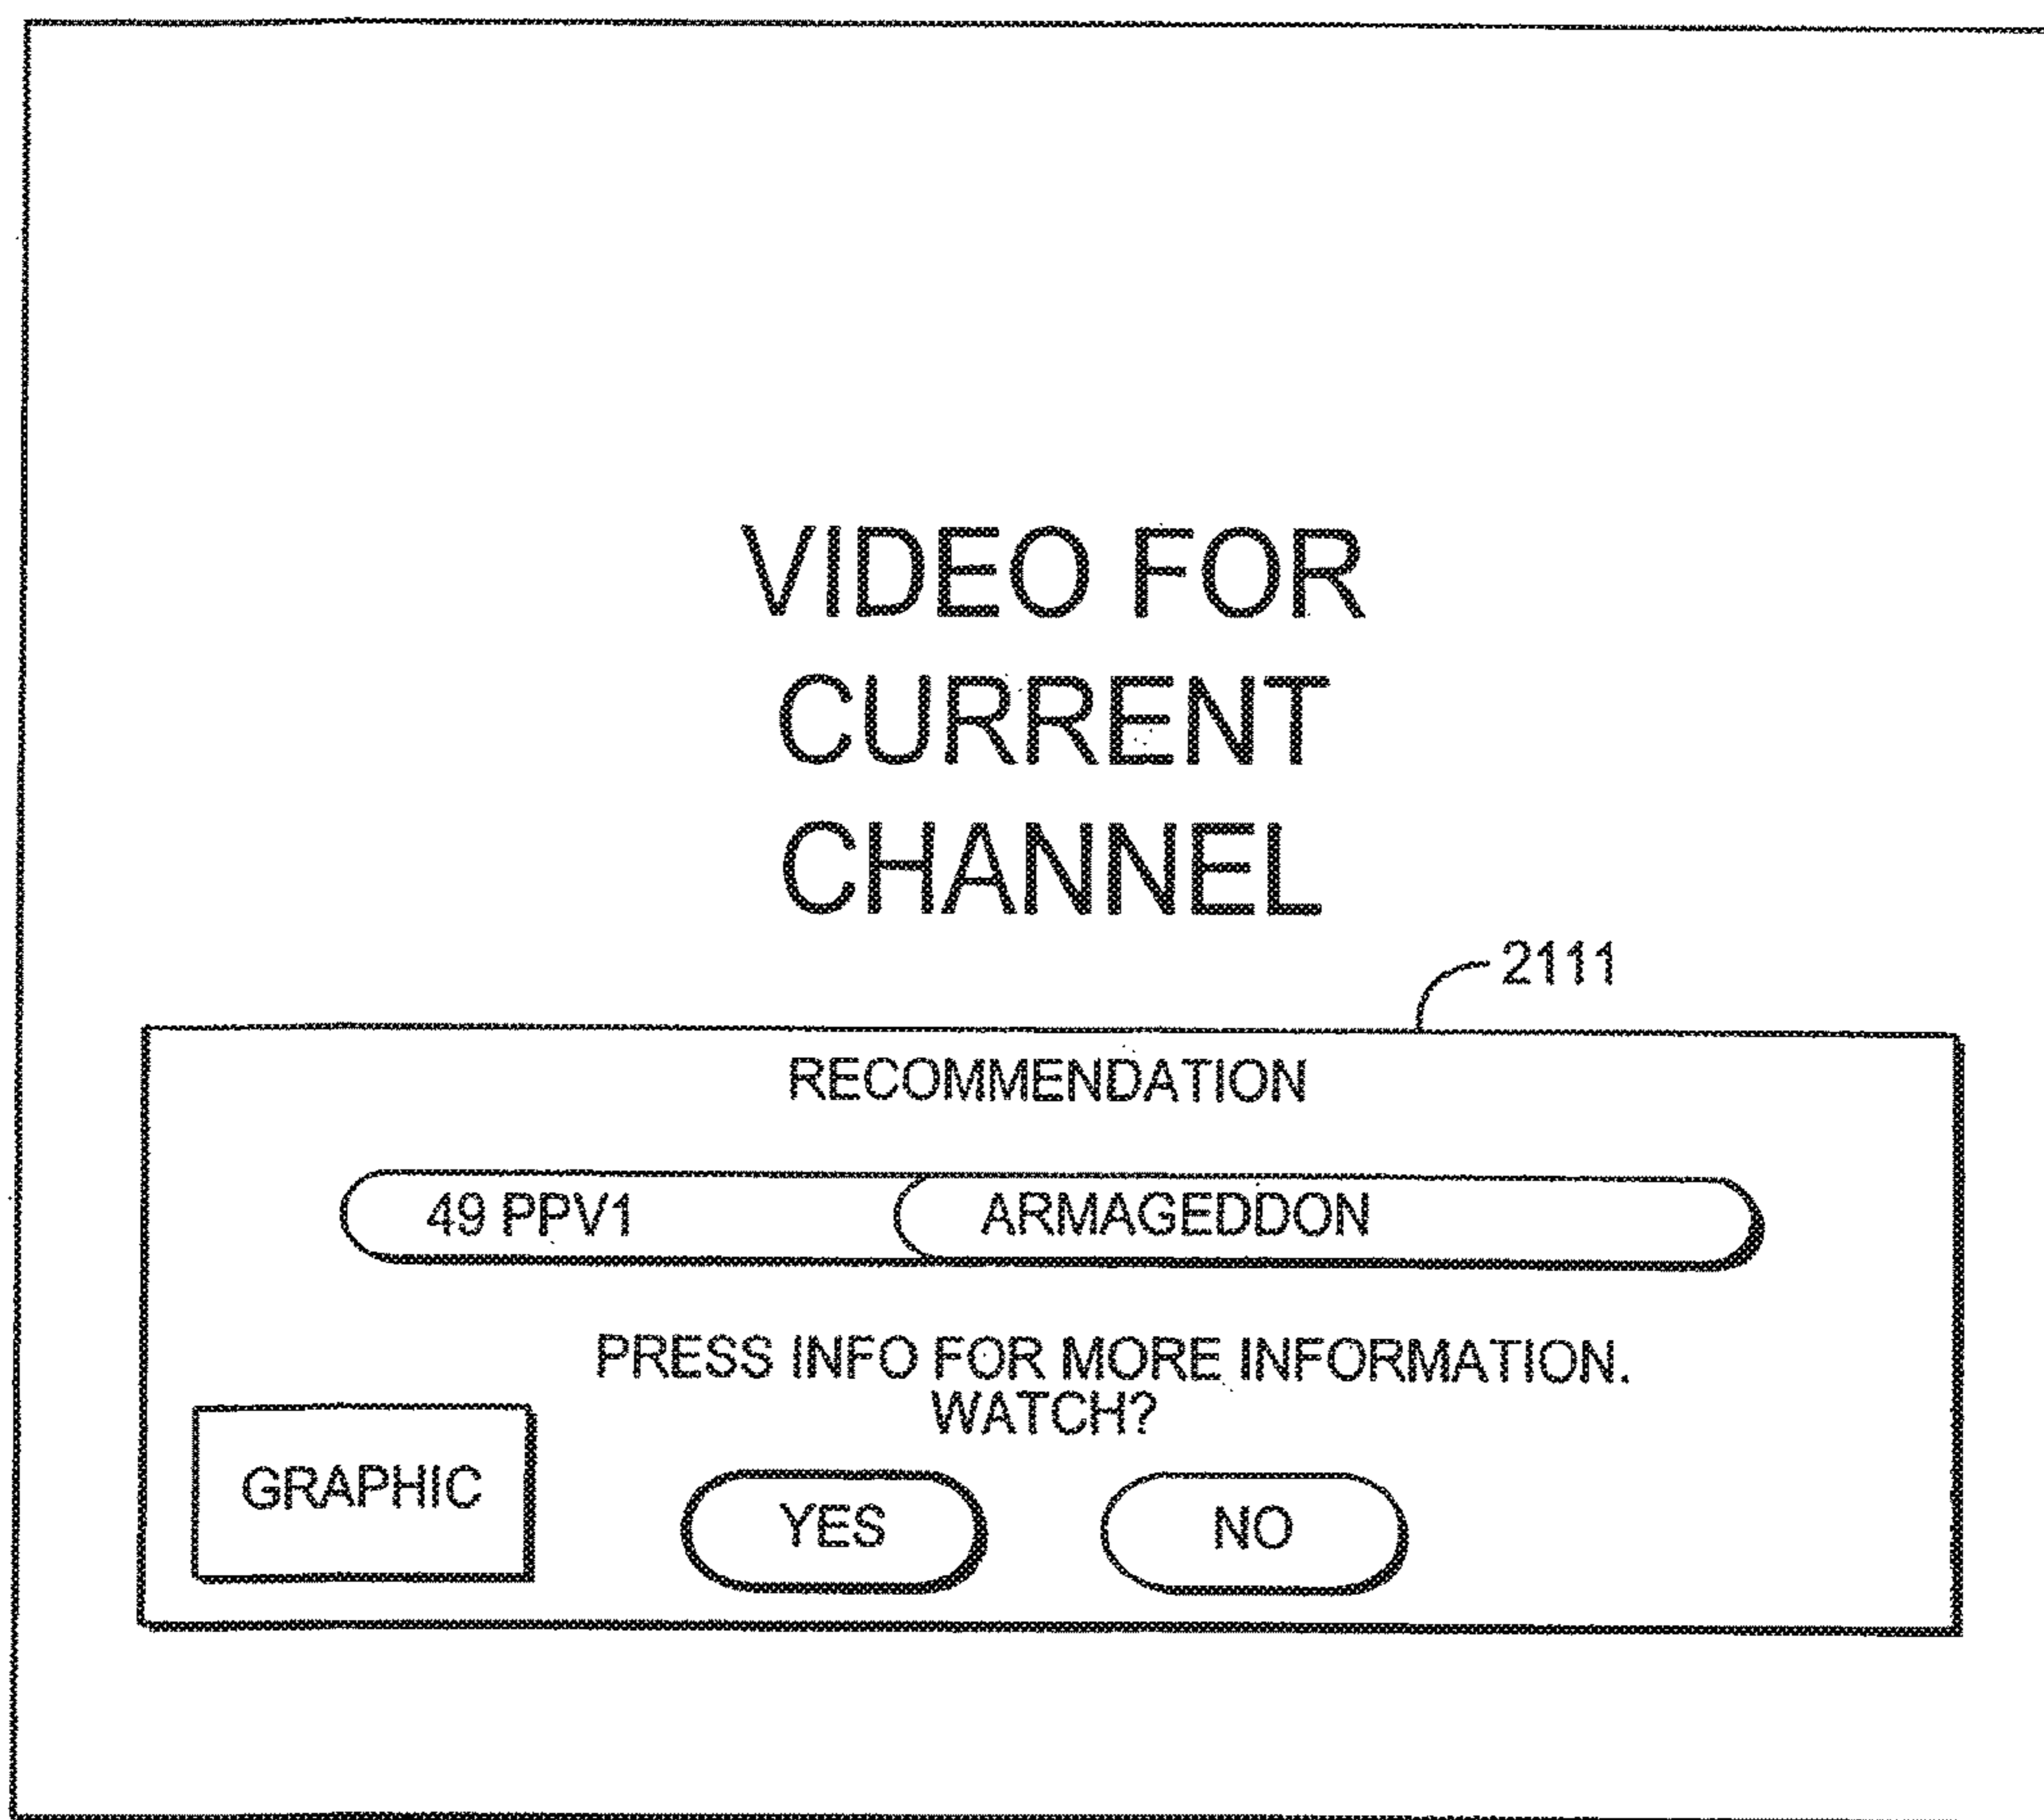 VIDEO FOR
CURRENT
CHANNEL
2111
RECOMMENDATION
49 PPV1 ARMAGEDDON
PRESS INFO FOR MORE INFORMATION.
WATCH?
GRAPHIC
YES NO